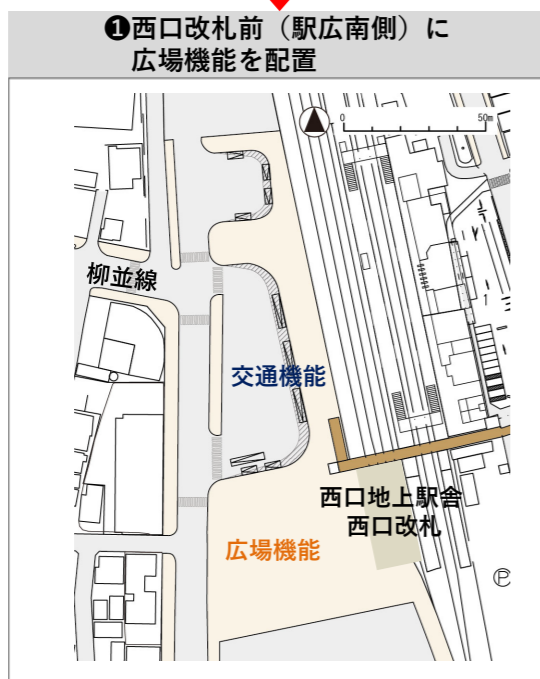 ❶西口改札前（駅広南側）に
広場機能を配置
0
50m
柳並線
交通機能
西口地上駅舎
西口改札
広場機能
P